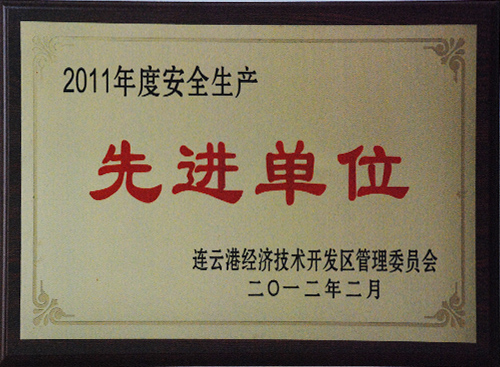 2011年度安全生产
先进单位
连云港经济技术开发区管理委员会
二〇一二年二月